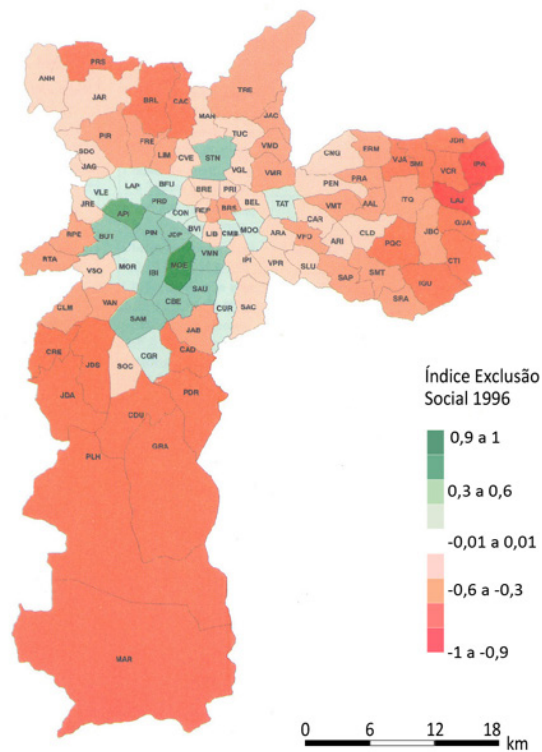 PRS
ANH
JAR
BRL
CAC
TRE
MAN
JAC
PIR
TUC
FRE
VMD
SDO
LIM
CVE
STN
JAG
VGL
VMR
CNG
FRM
JDH
VJA
SMI
IPA
VCR
LAP
BFU
VLE
PRD
BRE
PRI
BEL
TAT
PEN
PRA
VMT
AAL
ITQ
LAJ
JRE
API
CON
REP
BRS
BVI
LIB
CMB
MOO
CAR
GUA
RPE
BUT
PIN
JDP
ARA
VFO
ARI
CLD
JBC
RTA
VMN
PQC
CTI
VSO
MOR
IBI
MOE
IPI
VPR
SLU
SAP
SMT
IGU
SAU
CLM
VAN
CBE
CUR
SAC
SRA
SAM
JAB
CRE
JDS
SOC
CGR
CAD
JDA
PDR
CDU
GRA
PLH
MAR
Índice Exclusão
Social 1996
0,9 a 1
0,3 a 0,6
-0,01 a 0,01
-0,6 a -0,3
-1 a -0,9
0 6 12 18
km